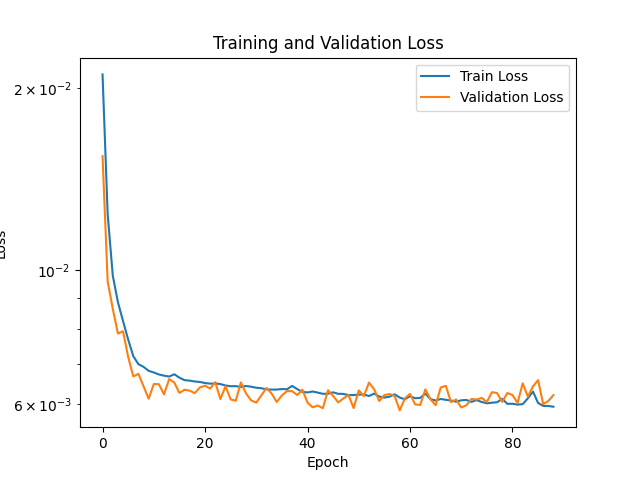 Training and Validation Loss
Train Loss
Validation Loss
2 × 10⁻²
10⁻²
6 × 10⁻³
Loss
0
20
40
60
80
Epoch